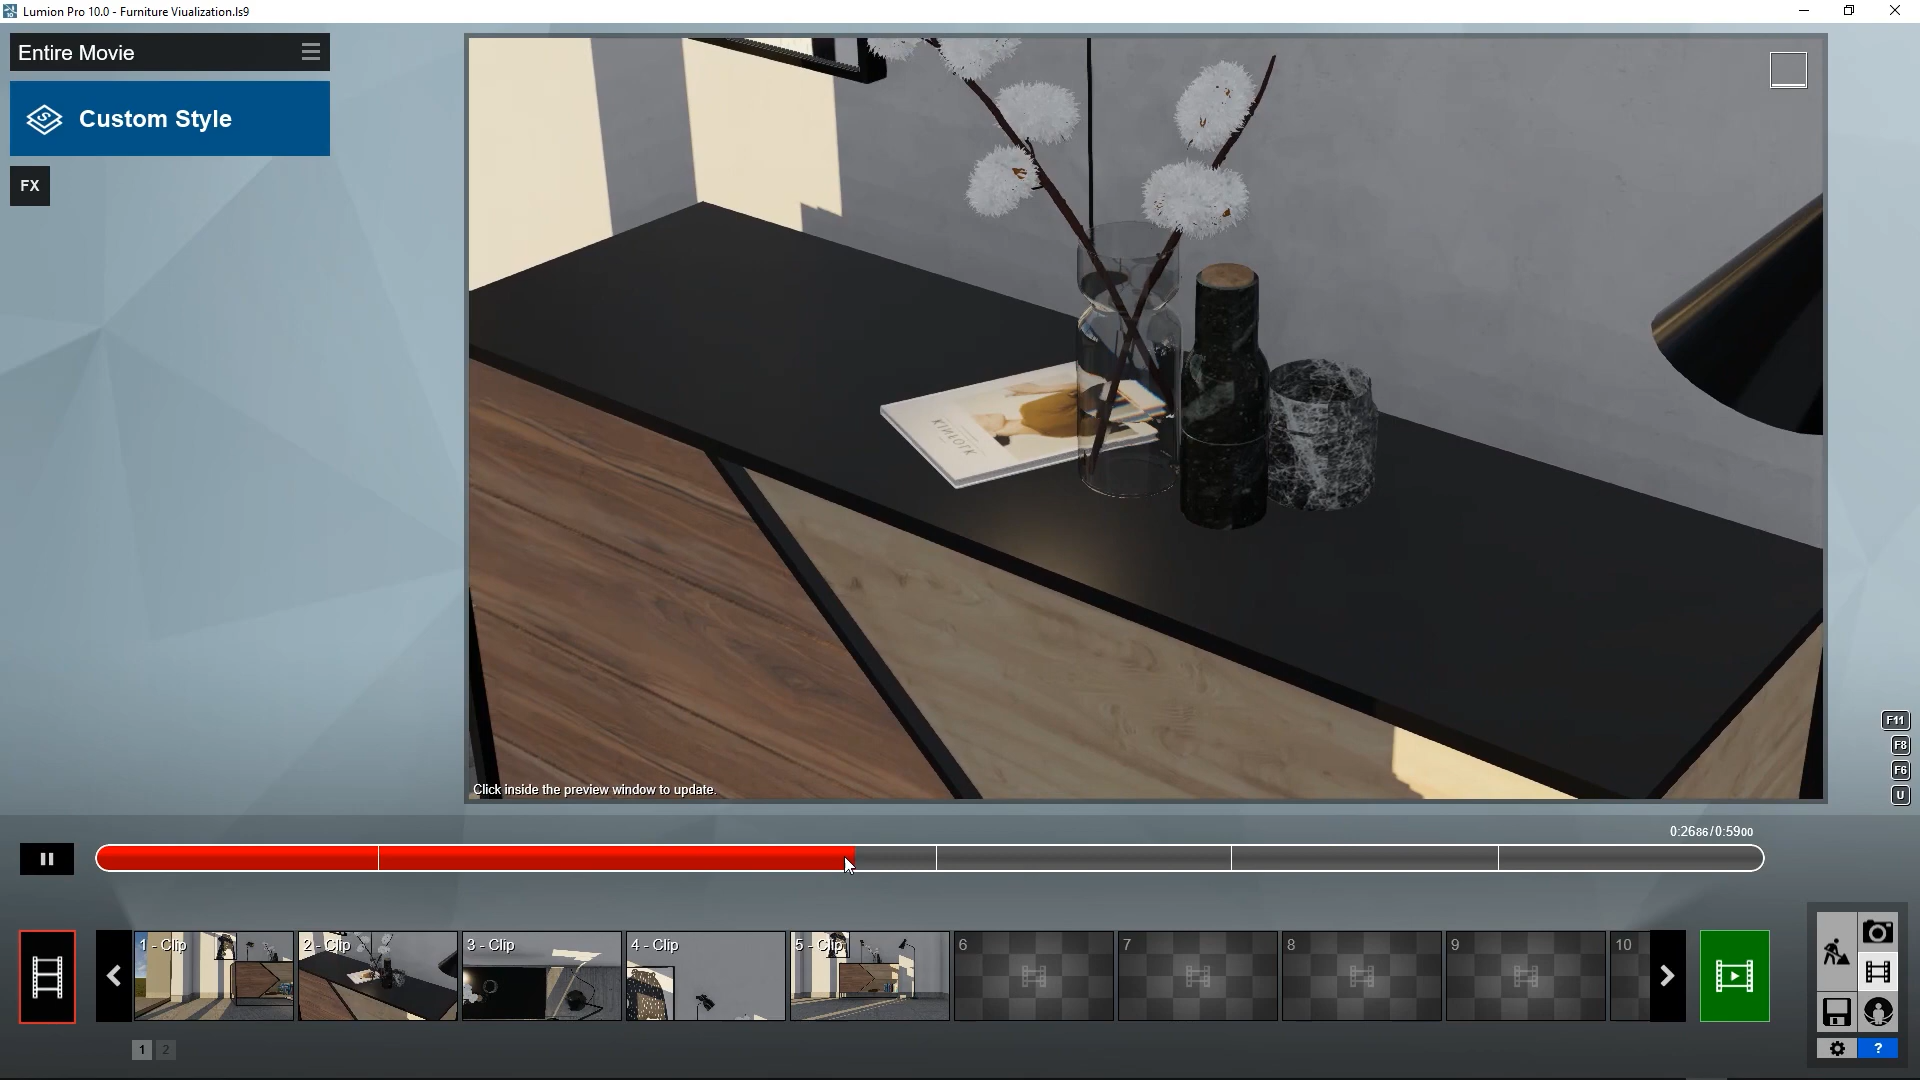 Lumion Pro 10.0 - Furniture Viualization.ls9
Entire Movie
Custom Style
FX
KINLOTK
Click inside the preview window to update.
F11
F8
F6
U
0:2686/0:5900
1 - Clip
2 - Clip
3 - Clip
4 - Clip
5 - Clip
6
7
8
9
10
1
2
?